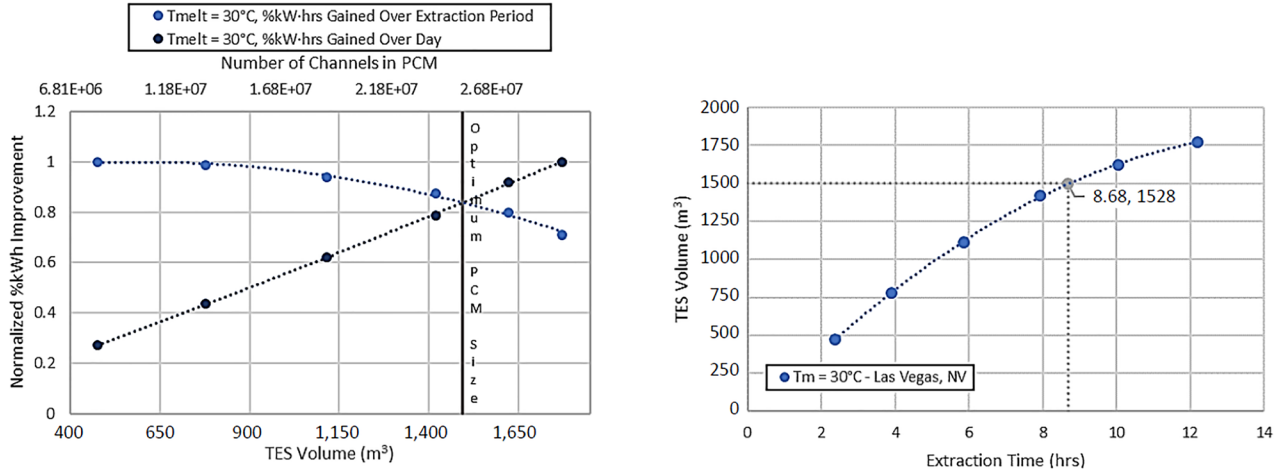 Tmelt = 30°C, %kW·hrs Gained Over Extraction Period
Tmelt = 30°C, %kW·hrs Gained Over Day
Number of Channels in PCM
6.81E+06 1.18E+07 1.68E+07 2.18E+07 2.68E+07
Normalized %kWh Improvement
1.2
1
0.8
0.6
0.4
0.2
0
Optimum PCM Size
400 650 900 1,150 1,400 1,650
TES Volume (m³)
TES Volume (m³)
2000
1750
1500
1250
1000
750
500
250
0
8.68, 1528
Tm = 30°C - Las Vegas, NV
0 2 4 6 8 10 12 14
Extraction Time (hrs)